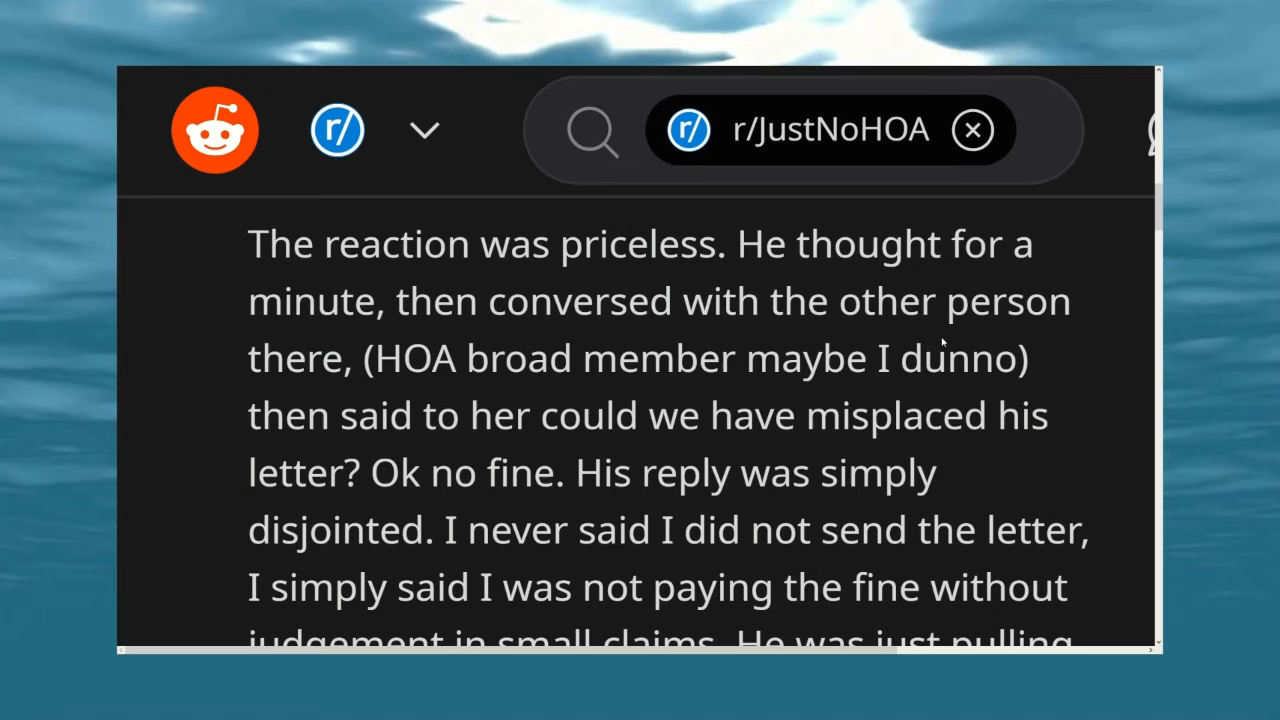 r/ r/ r/JustNoHOA
The reaction was priceless. He thought for a
minute, then conversed with the other person
there, (HOA broad member maybe I dunno)
then said to her could we have misplaced his
letter? Ok no fine. His reply was simply
disjointed. I never said I did not send the letter,
I simply said I was not paying the fine without
judgement in small claims. He was just pulling